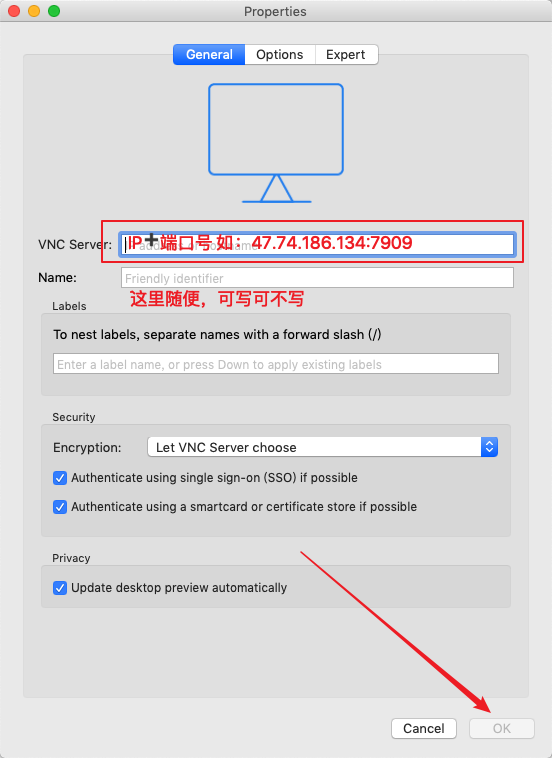 Properties
General
Options
Expert
VNC Server: IP+端口号 如：47.74.186.134:7909
Name: Friendly identifier
这里随便，可写可不写
Labels
To nest labels, separate names with a forward slash (/)
Enter a label name, or press Down to apply existing labels
Security
Encryption: Let VNC Server choose
Authenticate using single sign-on (SSO) if possible
Authenticate using a smartcard or certificate store if possible
Privacy
Update desktop preview automatically
Cancel
OK